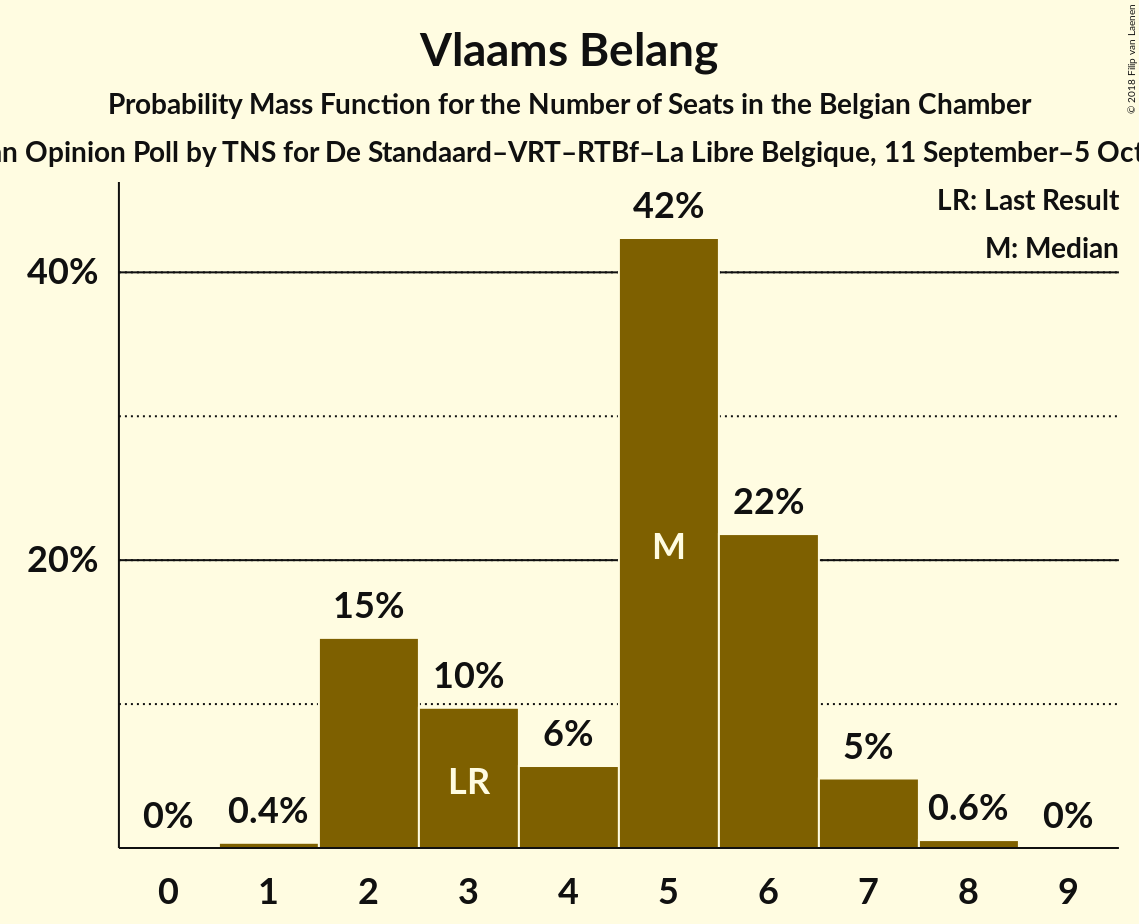 Vlaams Belang
Probability Mass Function for the Number of Seats in the Belgian Chamber
Opinion Poll by TNS for De Standaard–VRT–RTBf–La Libre Belgique, 11 September–5
LR: Last Result
M: Median
© 2018 Filip van Laenen
40%
20%
0%
0.4%
15%
10%
6%
42%
22%
5%
0.6%
0%
LR
M
0 1 2 3 4 5 6 7 8 9